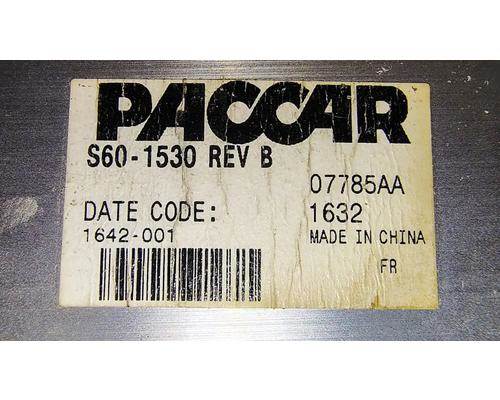 PACCAR
S60-1530 REV B
07785AA
DATE CODE: 1632
1642-001 MADE IN CHINA
FR